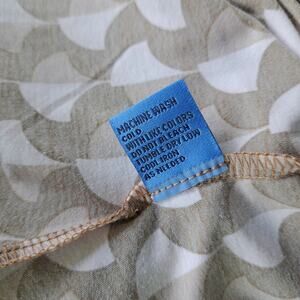 MACHINE WASH
COLD
WITH LIKE COLORS
DO NOT BLEACH
TUMBLE DRY LOW
COOL IRON
AS NEEDED